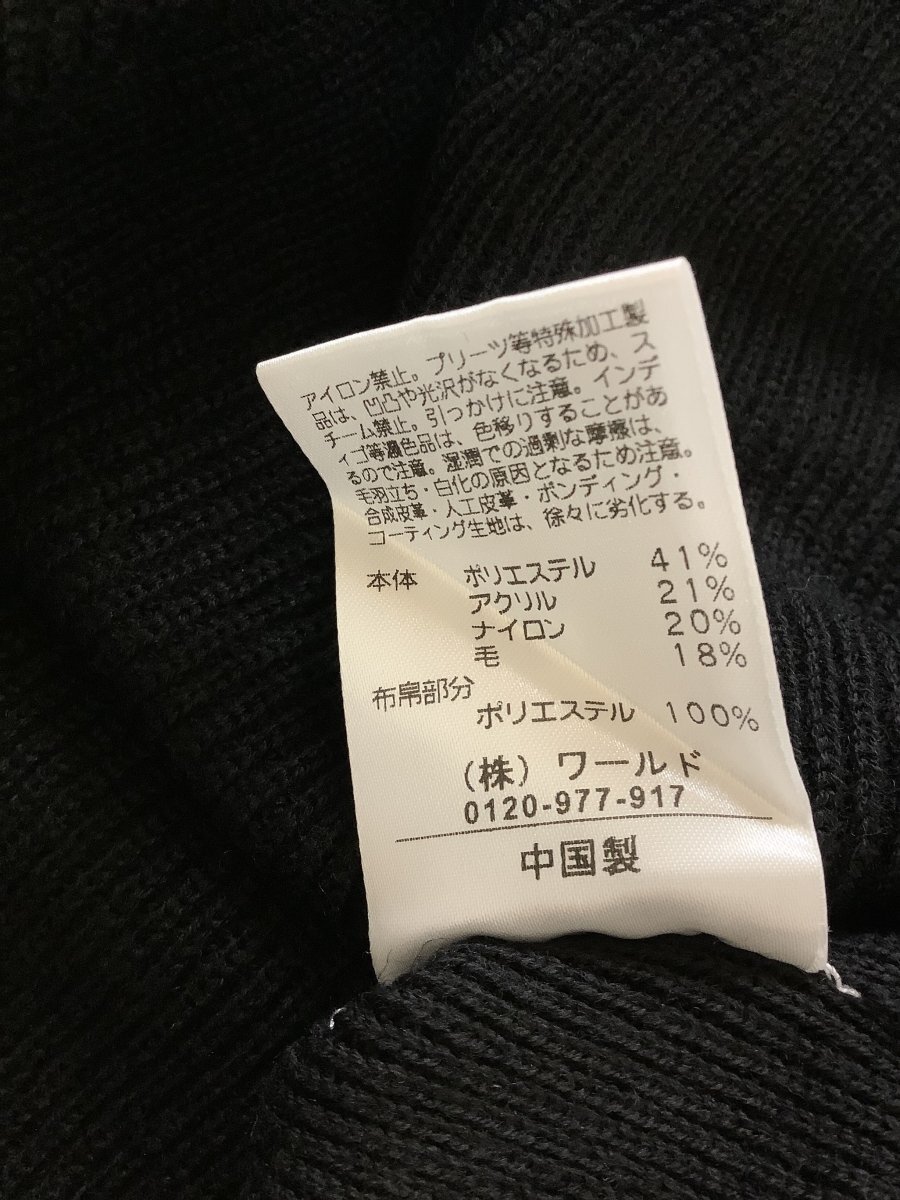 アイロン禁止。プリーツ等特殊加工製
品は、凹凸や光沢がなくなるため、ス
チーム禁止。引っかけに注意。インデ
ィゴ等濃色品は、色移りすることがあ
るので注意。湿潤での過剰な摩擦は、
毛羽立ち・白化の原因となるため注意。
合成皮革・人工皮革・ボンディング・
コーティング生地は、徐々に劣化する。
本体 ポリエステル 41%
アクリル 21%
ナイロン 20%
毛 18%
布帛部分
ポリエステル 100%
(株) ワールド
0120-977-917
中国製